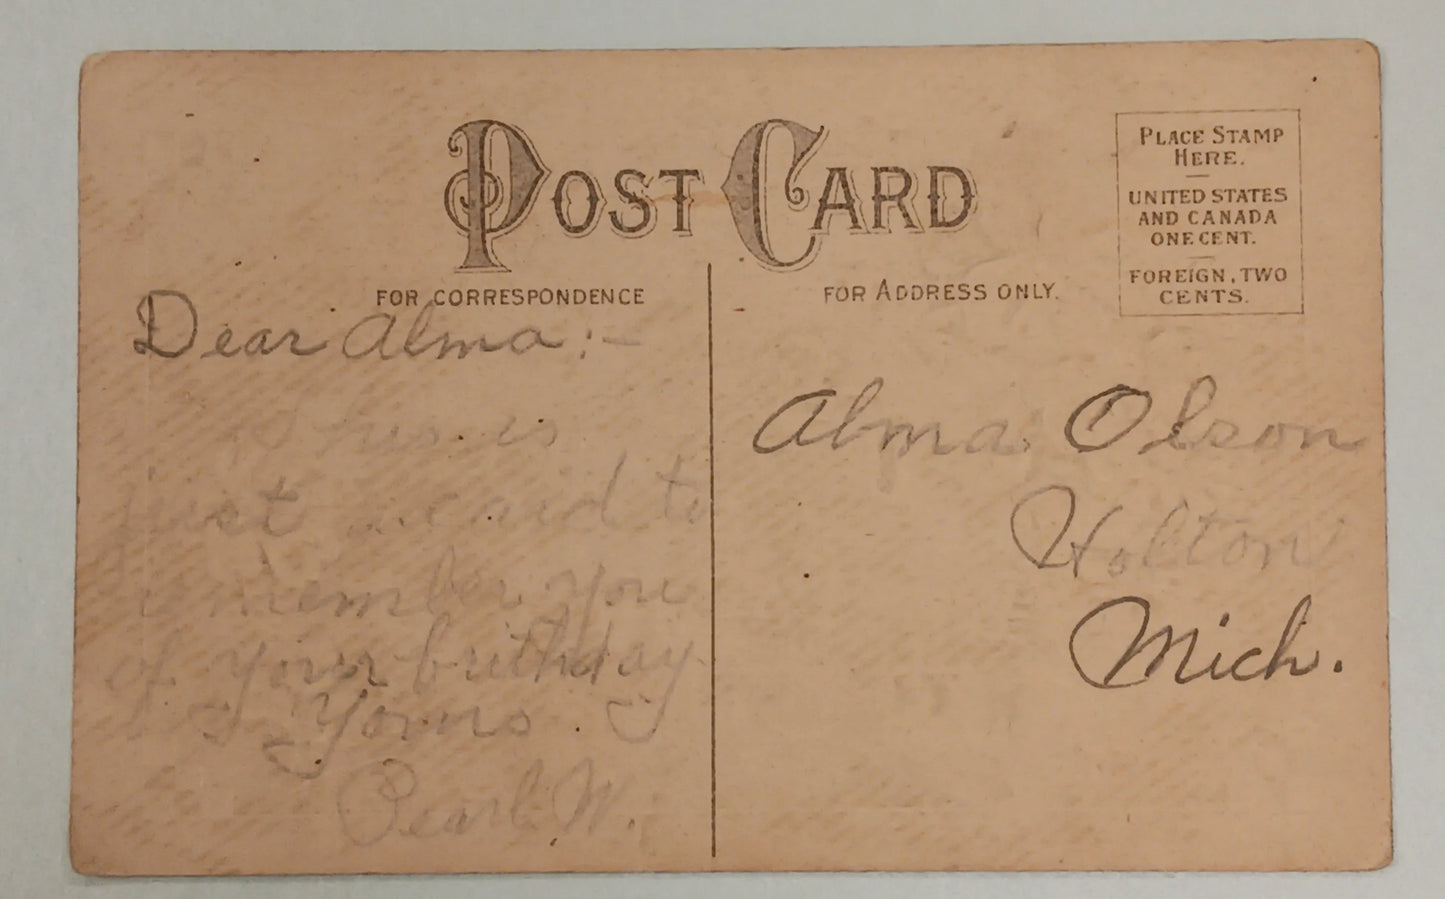 POST CARD
PLACE STAMP
HERE.
UNITED STATES
AND CANADA
ONE CENT.
FOREIGN, TWO
CENTS.
FOR CORRESPONDENCE
FOR ADDRESS ONLY.
Dear Alma :-
This is
just a card to
remember you
of your brithday
Yours
Pearl W.
Alma Olson
Holton
Mich.